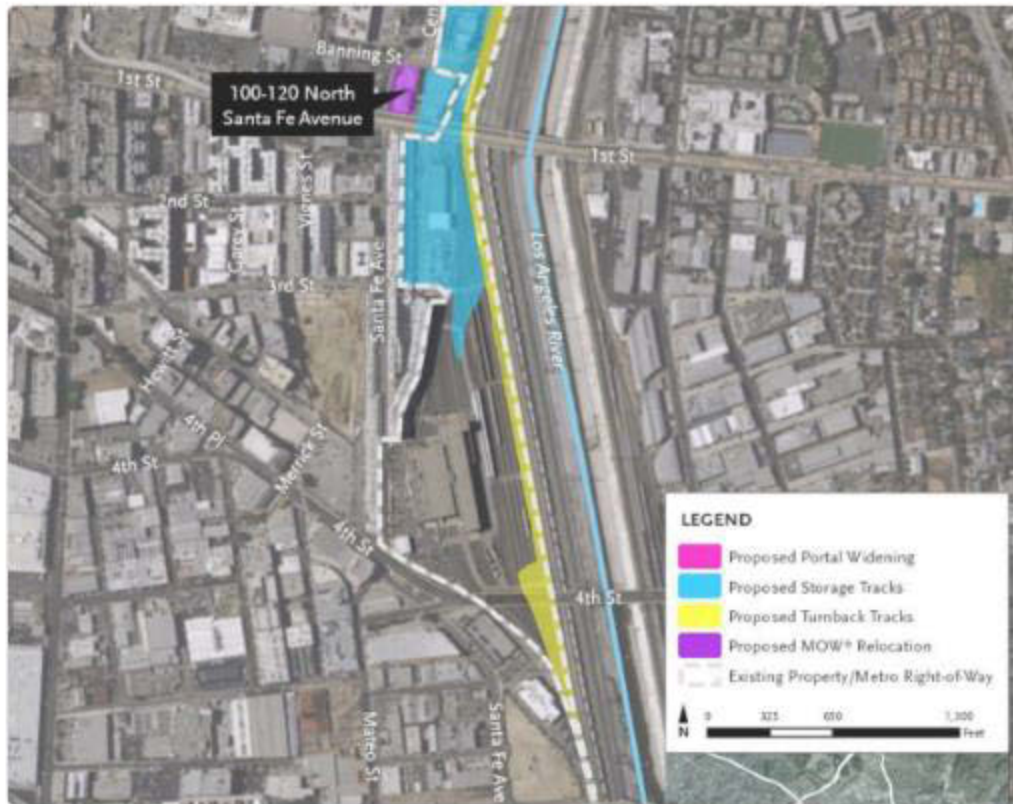 Banning St
Cen
1st St
100-120 North
Santa Fe Avenue
1st St
Vignes St
2nd St
Garey St
3rd St
Santa Fe Ave
Los Angeles River
Hewitt St
4th Pl
4th St
Merrick St
4th St
4th St
Mateo St
Santa Fe Ave
LEGEND
Proposed Portal Widening
Proposed Storage Tracks
Proposed Turnback Tracks
Proposed MOW* Relocation
Existing Property/Metro Right-of-Way
N
0 325 650 1,300
Feet